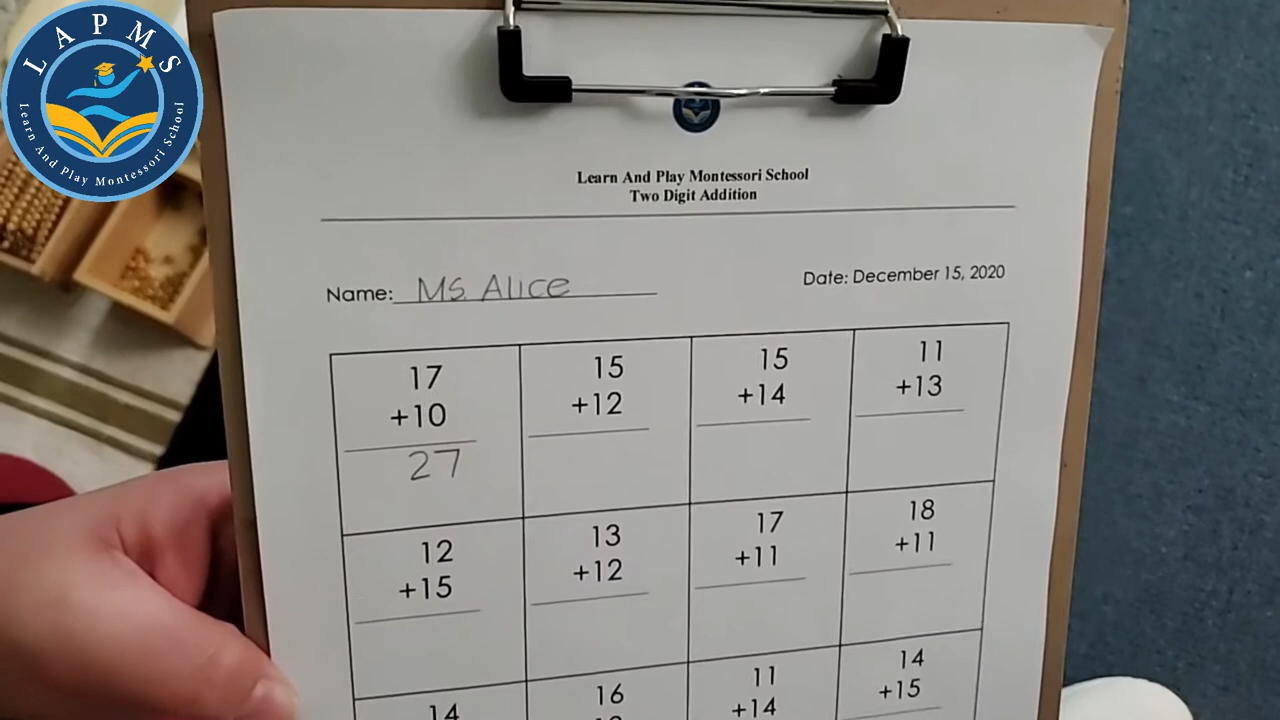 LAPMS
Learn And Play Montessori School
Learn And Play Montessori School
Two Digit Addition
Name: Ms. Alice
Date: December 15, 2020
17 15 15 11
+10 +12 +14 +13
27
12 13 17 18
+15 +12 +11 +11
14 16 11 14
+14 +15